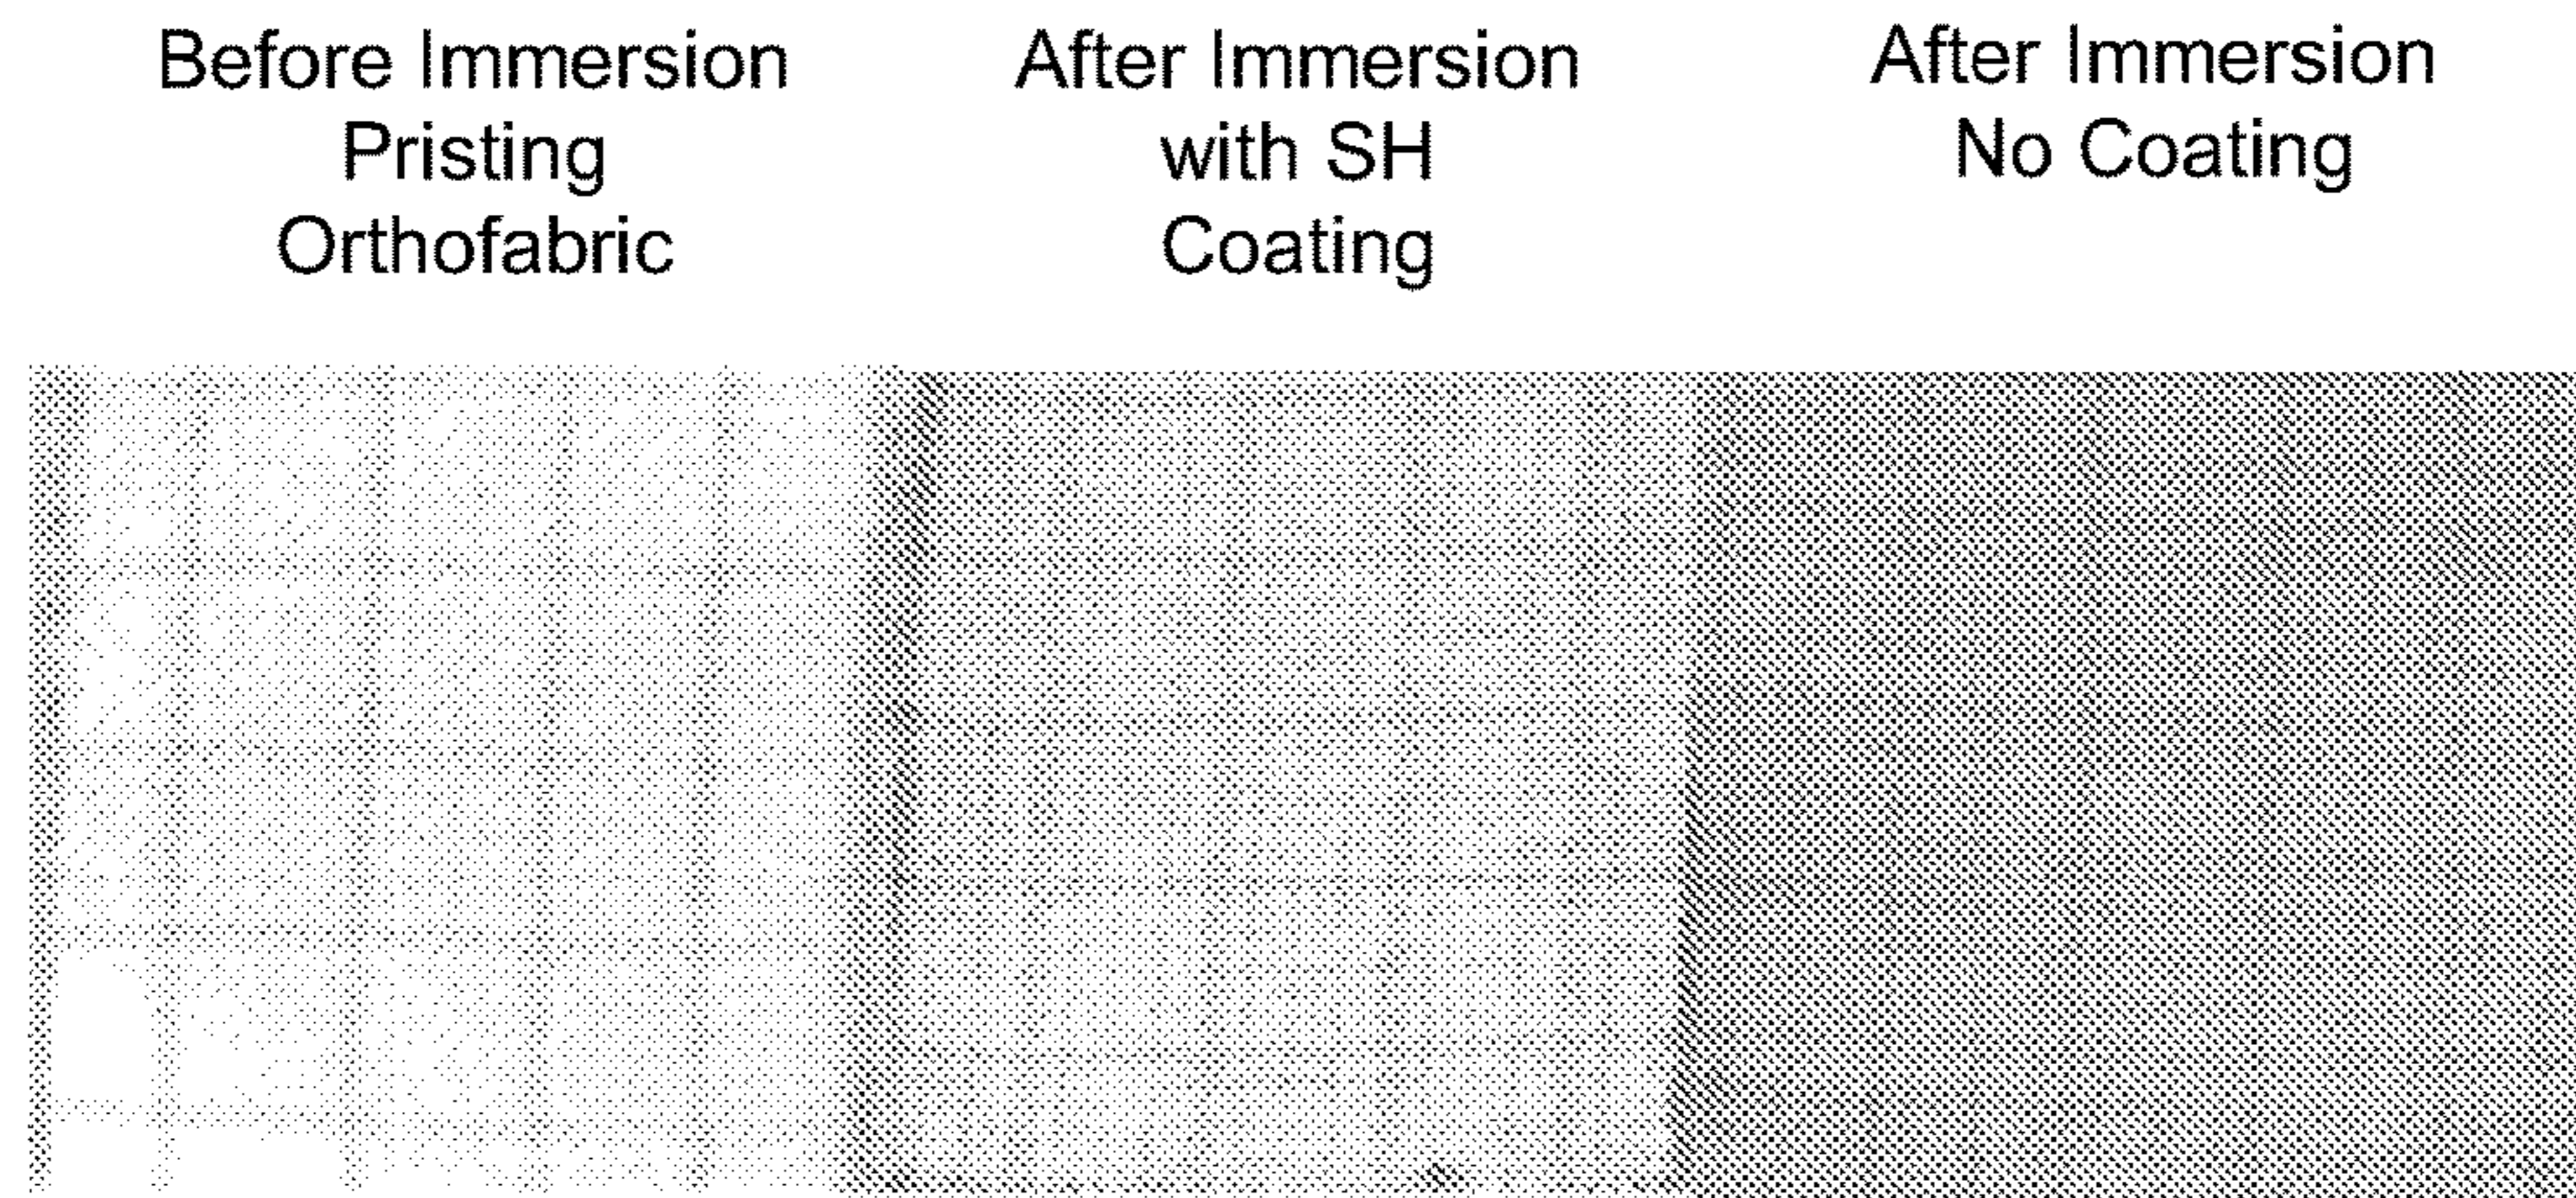 Before Immersion
Pristing
Orthofabric
After Immersion
with SH
Coating
After Immersion
No Coating